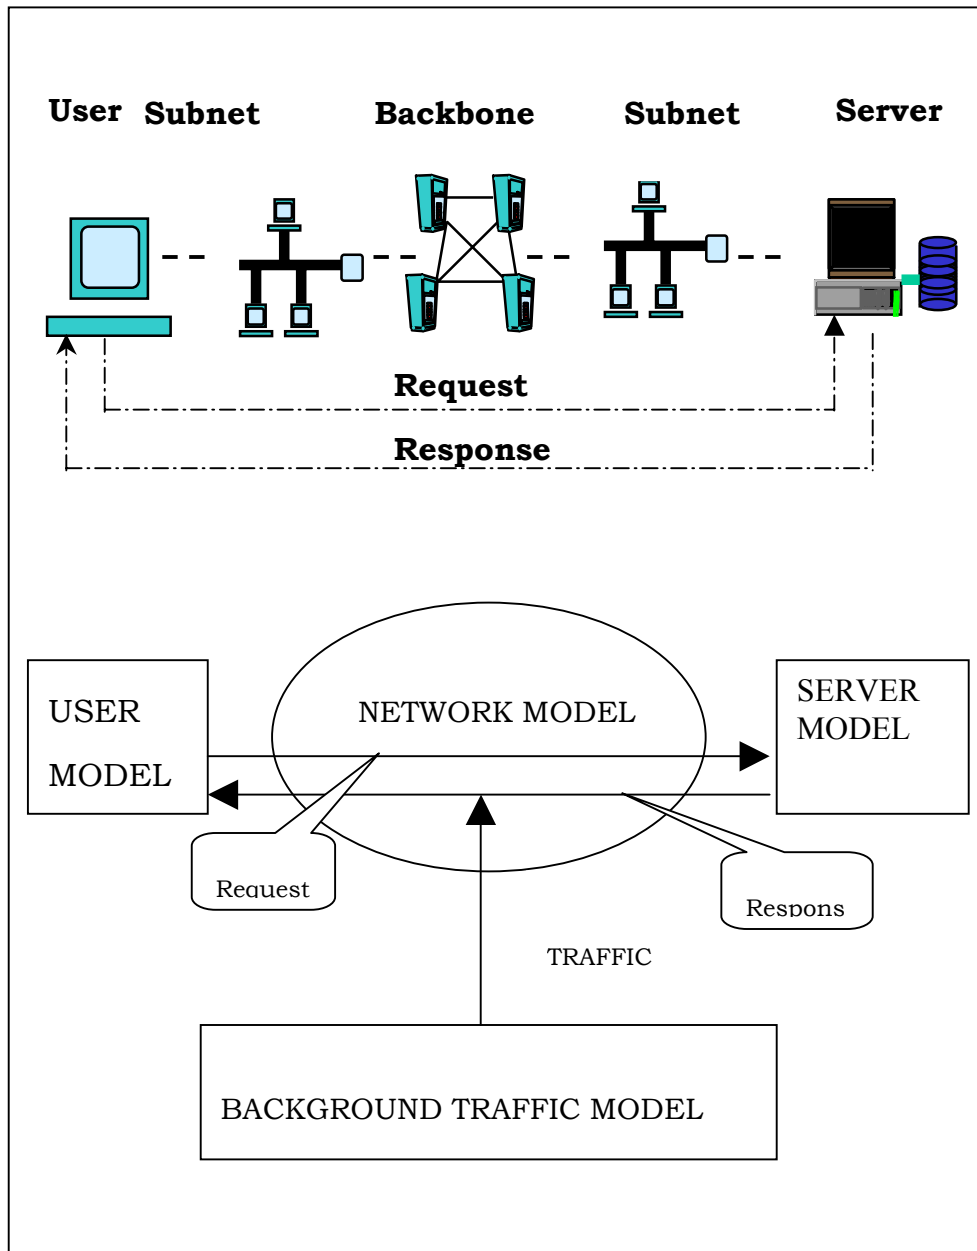 User Subnet Backbone Subnet Server
Request
Response
NETWORK MODEL
USER
MODEL
SERVER
MODEL
Request
Respons
TRAFFIC
BACKGROUND TRAFFIC MODEL